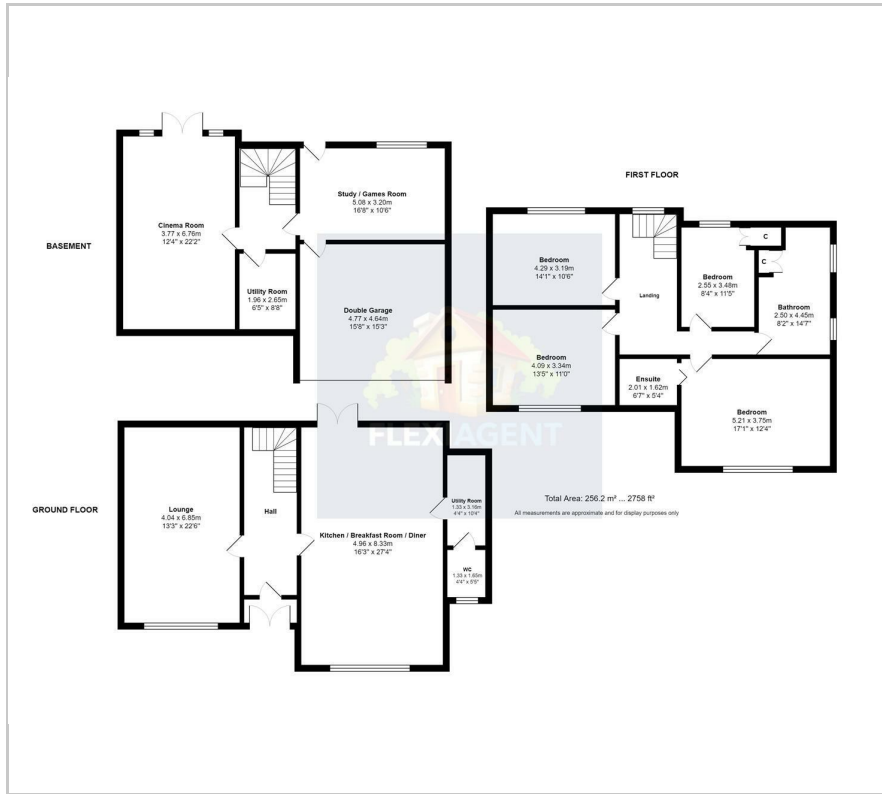 BASEMENT
Cinema Room
3.77 x 6.76m
12'4" x 22'2"
Study / Games Room
5.08 x 3.20m
16'8" x 10'6"
Utility Room
1.96 x 2.65m
6'5" x 8'8"
Double Garage
4.77 x 4.64m
15'8" x 15'3"
FIRST FLOOR
Bedroom
4.29 x 3.19m
14'1" x 10'6"
Landing
Bedroom
2.55 x 3.48m
8'4" x 11'5"
C
C
Bathroom
2.50 x 4.45m
8'2" x 14'7"
Bedroom
4.09 x 3.34m
13'5" x 11'0"
Ensuite
2.01 x 1.62m
6'7" x 5'4"
Bedroom
5.21 x 3.75m
17'1" x 12'4"
FLEXI AGENT
GROUND FLOOR
Lounge
4.04 x 6.85m
13'3" x 22'6"
Hall
Kitchen / Breakfast Room / Diner
4.96 x 8.33m
16'3" x 27'4"
Utility Room
1.33 x 3.16m
4'4" x 10'4"
WC
1.33 x 1.65m
4'4" x 5'5"
Total Area: 256.2 m² ... 2758 ft²
All measurements are approximate and for display purposes only